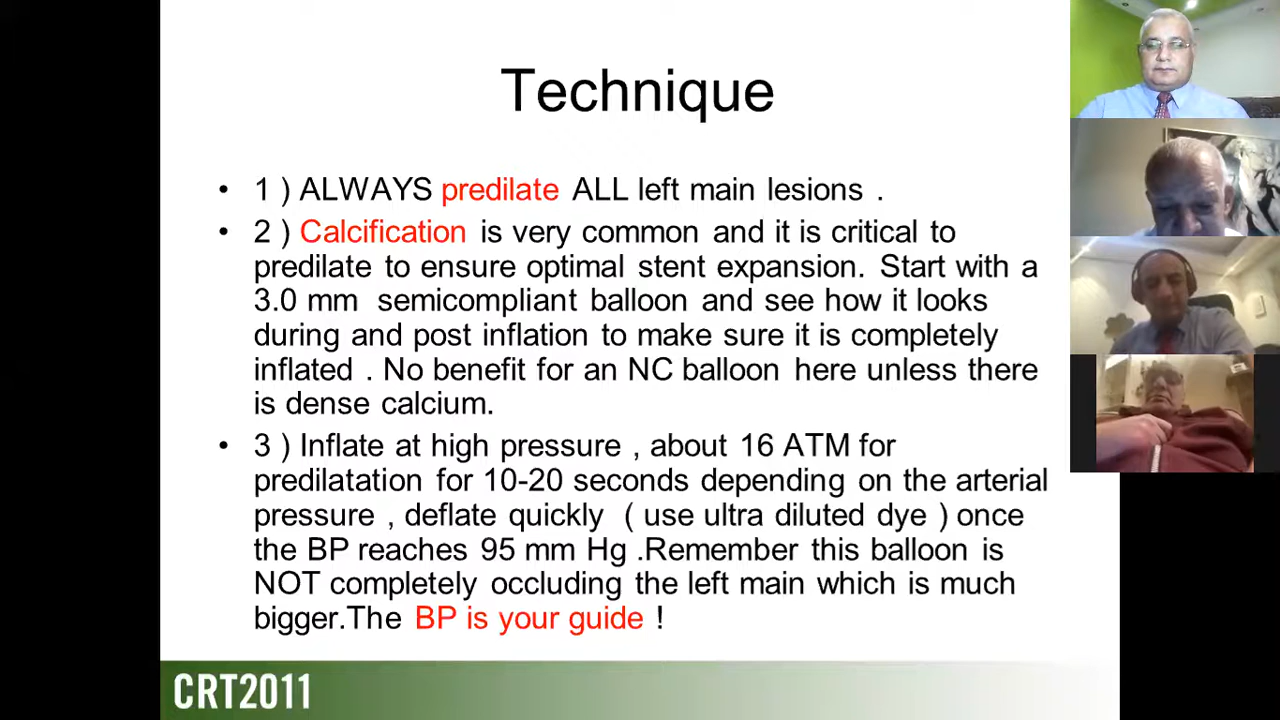 Technique
• 1 ) ALWAYS predilate ALL left main lesions .
• 2 ) Calcification is very common and it is critical to
predilate to ensure optimal stent expansion. Start with a
3.0 mm semicompliant balloon and see how it looks
during and post inflation to make sure it is completely
inflated . No benefit for an NC balloon here unless there
is dense calcium.
• 3 ) Inflate at high pressure , about 16 ATM for
predilatation for 10-20 seconds depending on the arterial
pressure , deflate quickly ( use ultra diluted dye ) once
the BP reaches 95 mm Hg .Remember this balloon is
NOT completely occluding the left main which is much
bigger.The BP is your guide !
CRT2011